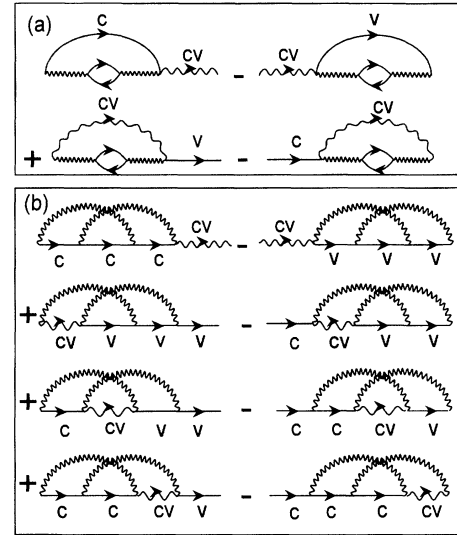 (a) C V
CV - CV
CV CV
+ V - C
(b) CV - CV
C C C V V V
+ -
CV V V V C CV V V
+ -
C CV V V C C CV V
+ -
C C CV V C C C CV